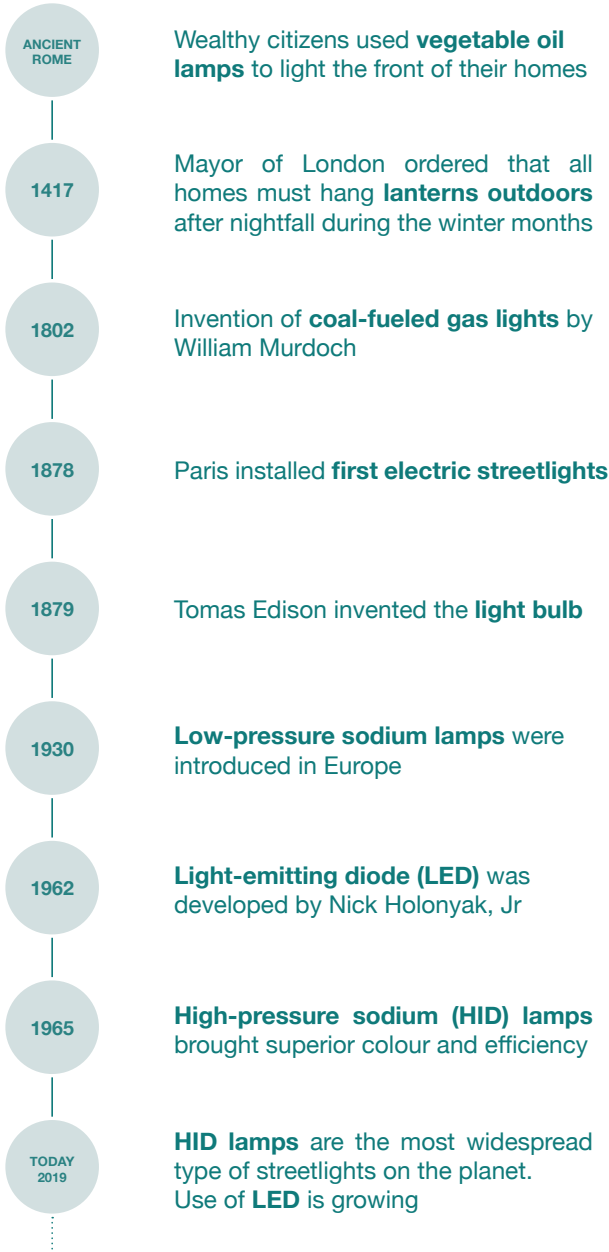 ANCIENT
ROME
Wealthy citizens used vegetable oil
lamps to light the front of their homes
1417
Mayor of London ordered that all
homes must hang lanterns outdoors
after nightfall during the winter months
1802
Invention of coal-fueled gas lights by
William Murdoch
1878
Paris installed first electric streetlights
1879
Tomas Edison invented the light bulb
1930
Low-pressure sodium lamps were
introduced in Europe
1962
Light-emitting diode (LED) was
developed by Nick Holonyak, Jr
1965
High-pressure sodium (HID) lamps
brought superior colour and efficiency
TODAY
2019
HID lamps are the most widespread
type of streetlights on the planet.
Use of LED is growing